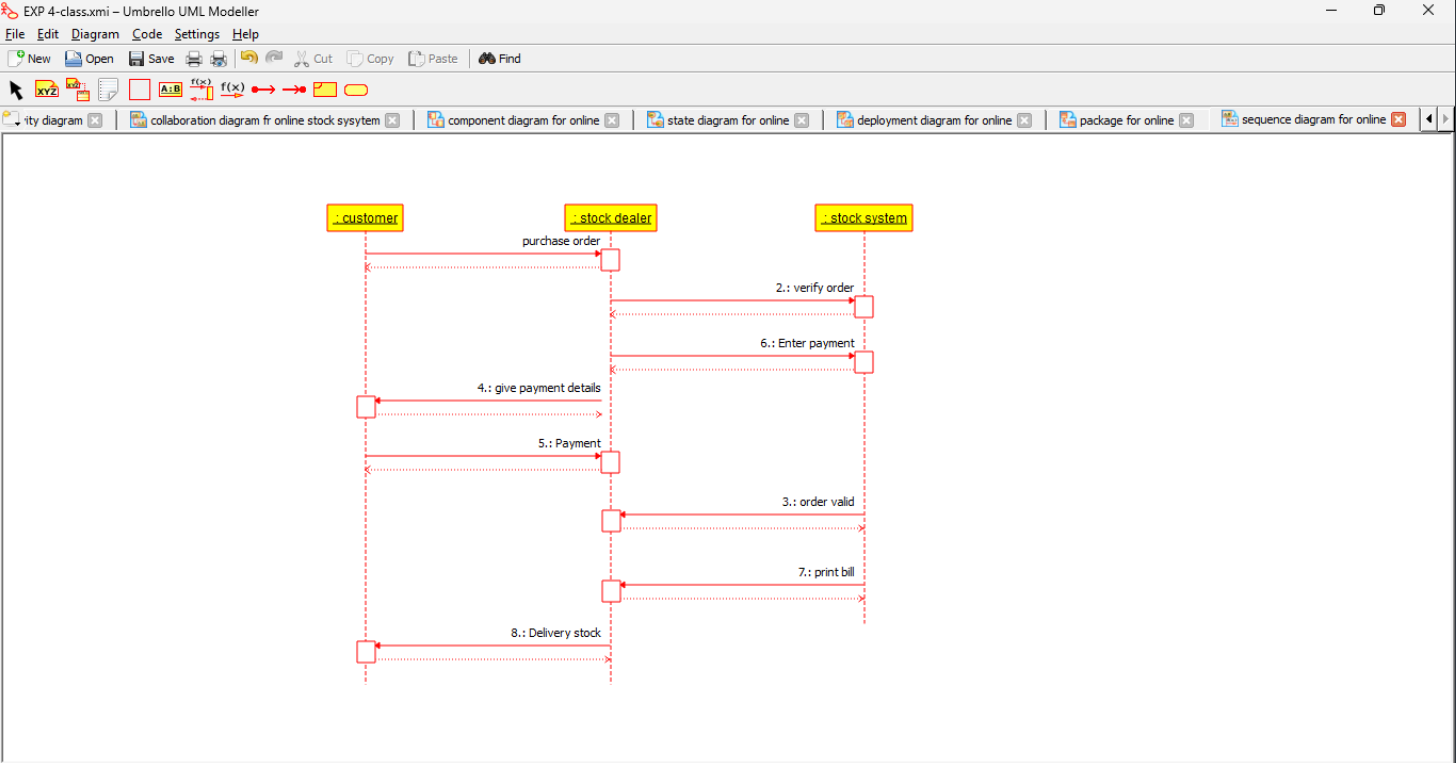 EXP 4-class.xmi – Umbrello UML Modeller
File Edit Diagram Code Settings Help
New Open Save Cut Copy Paste Find
XYZ XYZ A:B f(x) f(x)
ity diagram collaboration diagram fr online stock sysytem component diagram for online state diagram for online deployment diagram for online package for online sequence diagram for online
: customer : stock dealer : stock system
purchase order
2.: verify order
6.: Enter payment
4.: give payment details
5.: Payment
3.: order valid
7.: print bill
8.: Delivery stock